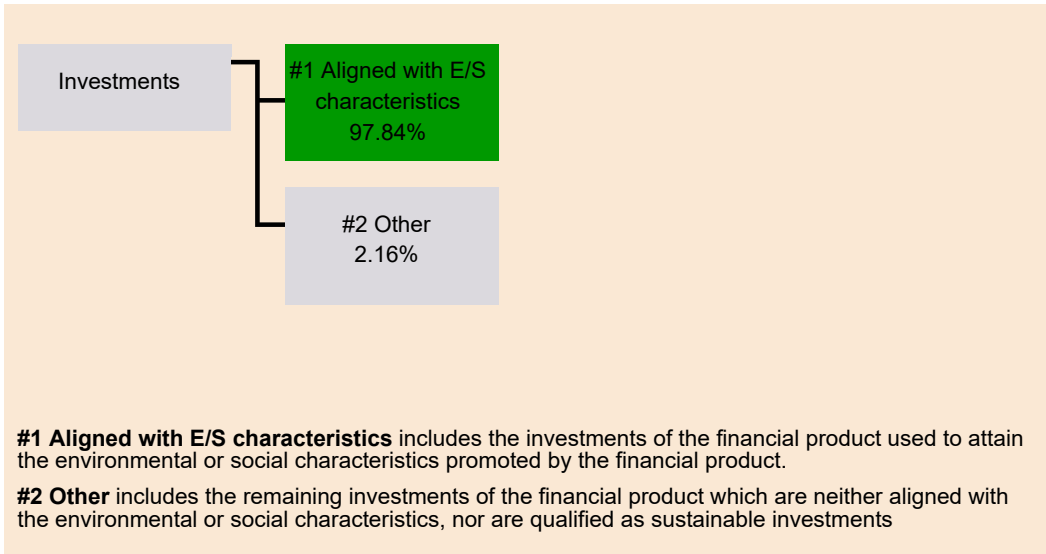 Investments
#1 Aligned with E/S
characteristics
97.84%
#2 Other
2.16%
#1 Aligned with E/S characteristics includes the investments of the financial product used to attain
the environmental or social characteristics promoted by the financial product.
#2 Other includes the remaining investments of the financial product which are neither aligned with
the environmental or social characteristics, nor are qualified as sustainable investments